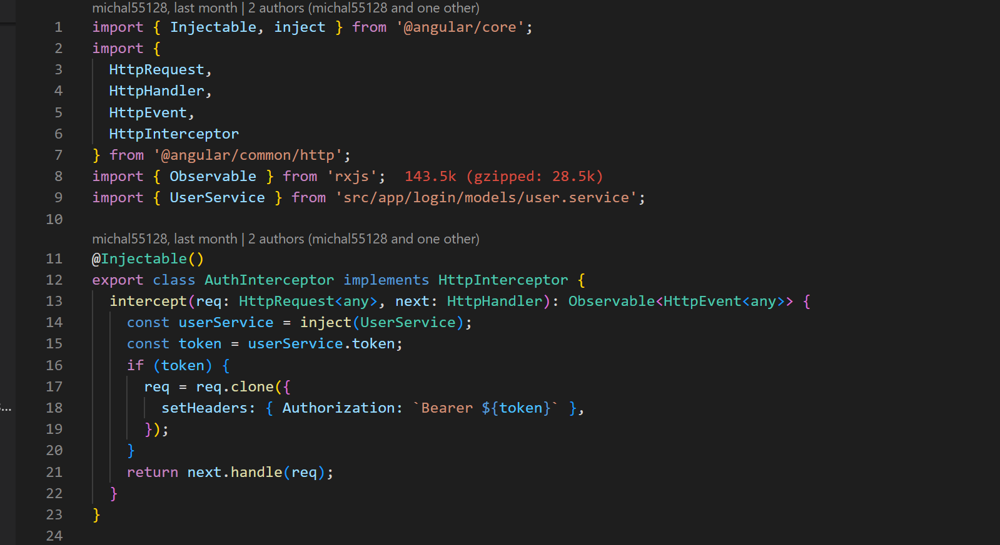 michal55128, last month | 2 authors (michal55128 and one other)
1 import { Injectable, inject } from '@angular/core';
2 import {
3   HttpRequest,
4   HttpHandler,
5   HttpEvent,
6   HttpInterceptor
7 } from '@angular/common/http';
8 import { Observable } from 'rxjs';  143.5k (gzipped: 28.5k)
9 import { UserService } from 'src/app/login/models/user.service';
10
michal55128, last month | 2 authors (michal55128 and one other)
11 @Injectable()
12 export class AuthInterceptor implements HttpInterceptor {
13   intercept(req: HttpRequest<any>, next: HttpHandler): Observable<HttpEvent<any>> {
14     const userService = inject(UserService);
15     const token = userService.token;
16     if (token) {
17       req = req.clone({
18         setHeaders: { Authorization: `Bearer ${token}` },
19       });
20     }
21     return next.handle(req);
22   }
23 }
24